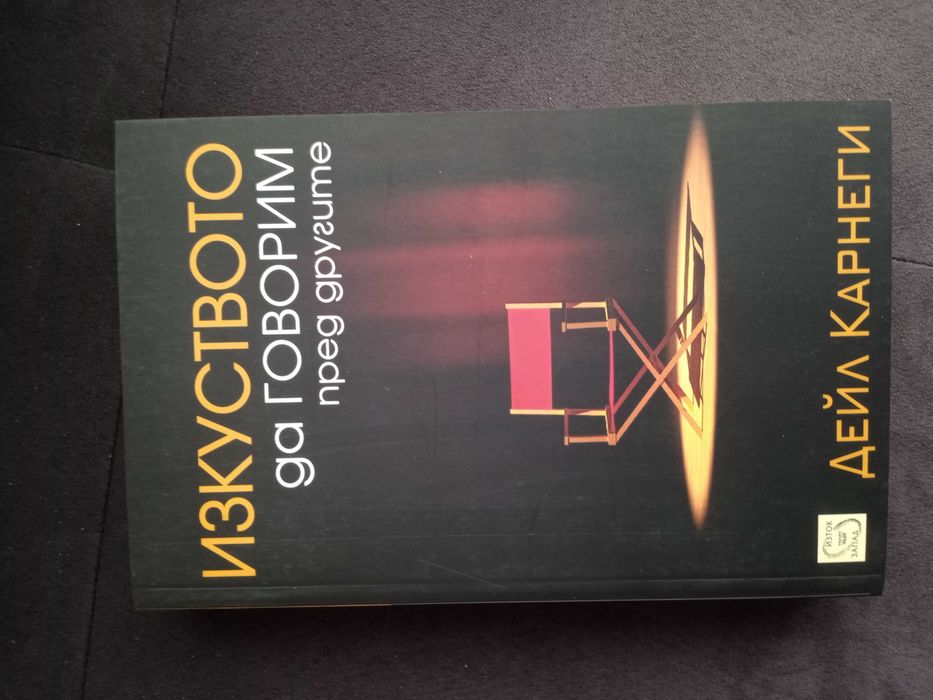 ИЗКУСТВОТО
да ГОВОРИМ
пред другите
ДЕЙЛ КАРНЕГИ
ИЗТОК
ЗАПАД